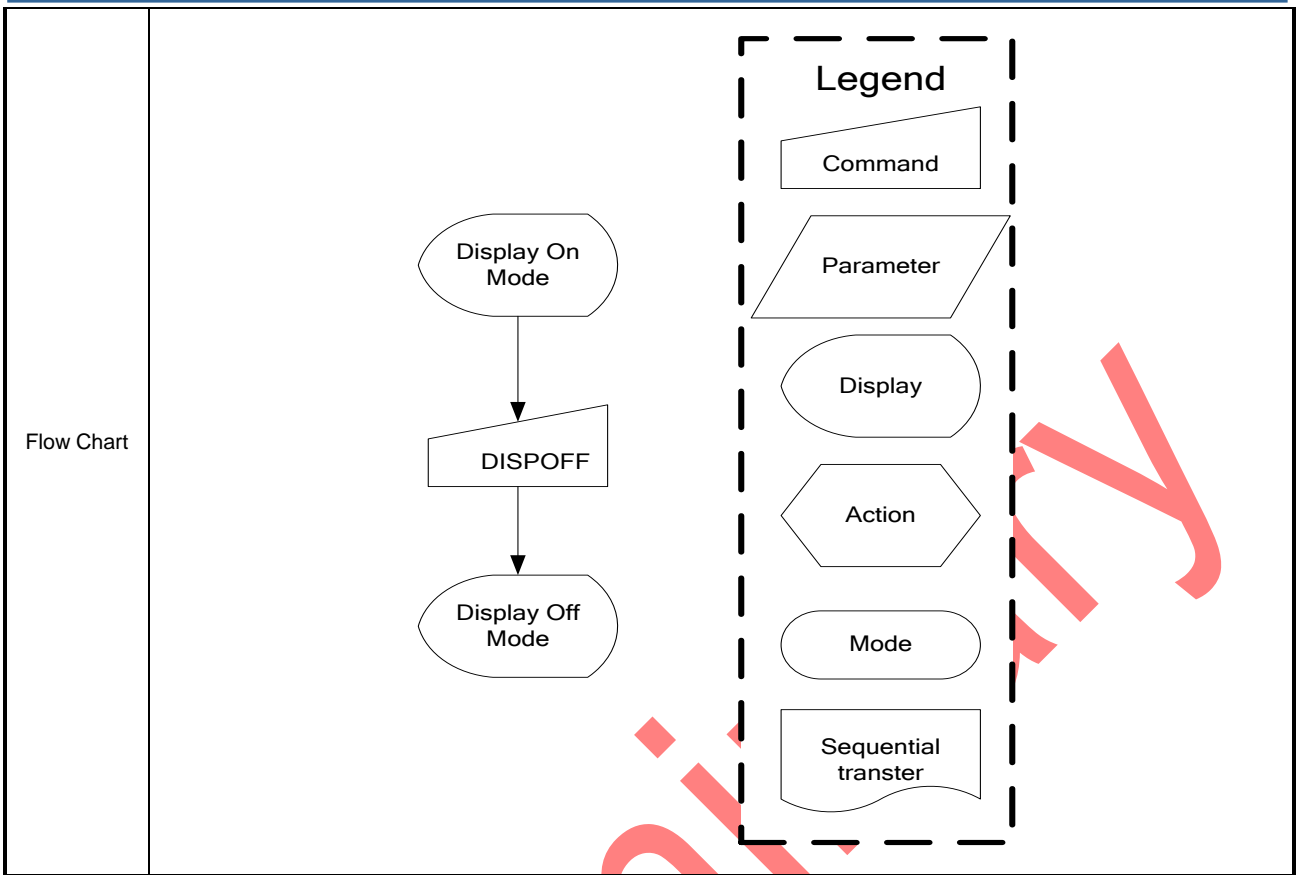 Flow Chart
Display On
Mode
DISPOFF
Display Off
Mode
Legend
Command
Parameter
Display
Action
Mode
Sequential
transter